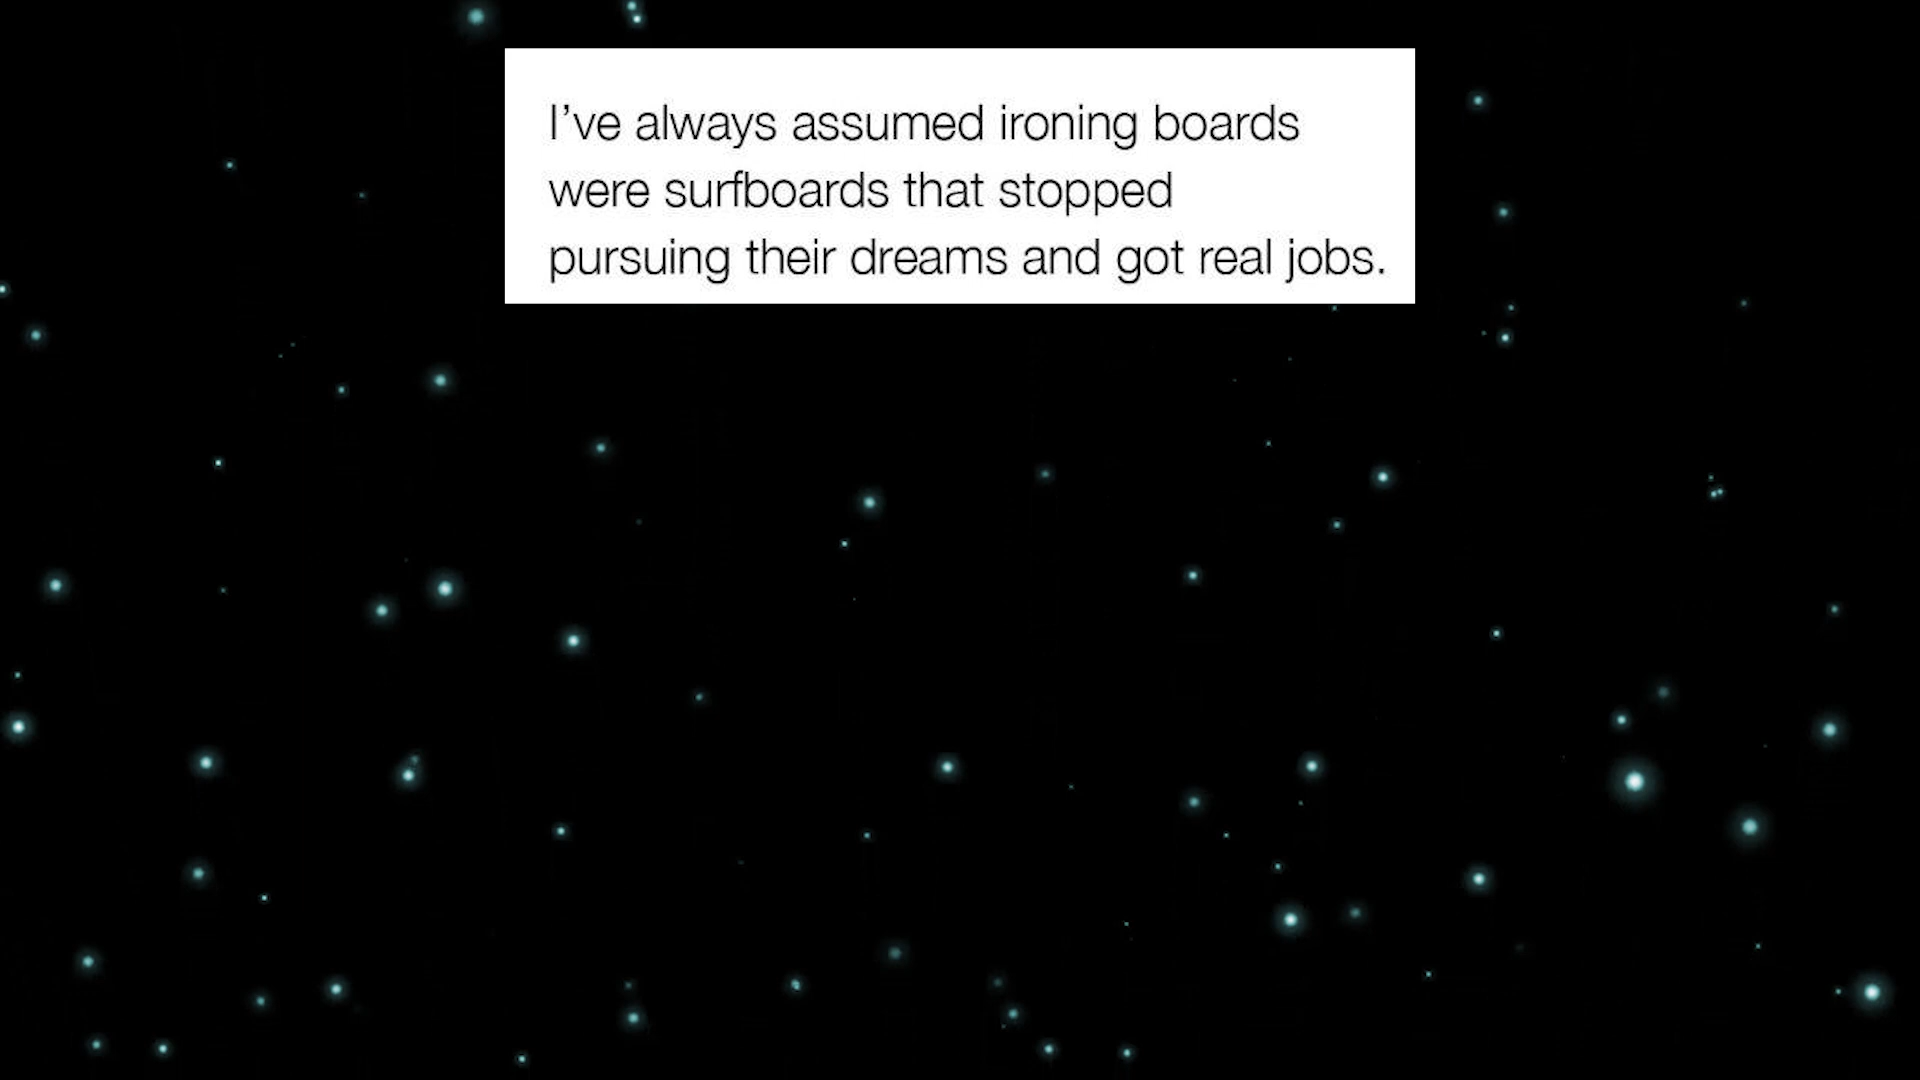 I’ve always assumed ironing boards
were surfboards that stopped
pursuing their dreams and got real jobs.